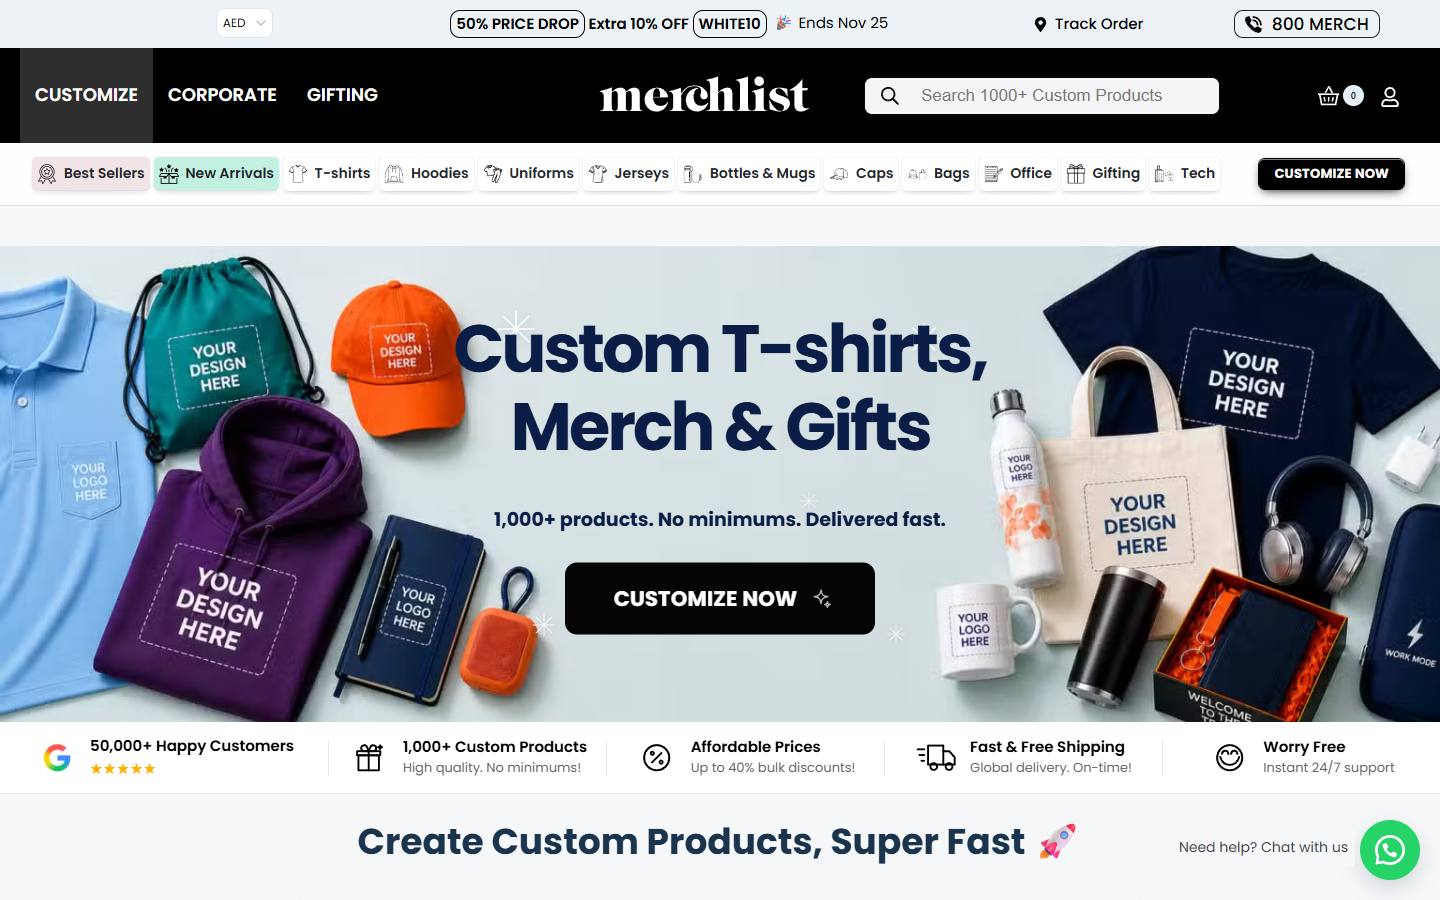 AED
50% PRICE DROP Extra 10% OFF WHITE10 🎉 Ends Nov 25
Track Order
800 MERCH
CUSTOMIZE
CORPORATE
GIFTING
merchlist
Search 1000+ Custom Products
0
Best Sellers
New Arrivals
T-shirts
Hoodies
Uniforms
Jerseys
Bottles & Mugs
Caps
Bags
Office
Gifting
Tech
CUSTOMIZE NOW
Custom T-shirts,
Merch & Gifts
1,000+ products. No minimums. Delivered fast.
CUSTOMIZE NOW
YOUR
LOGO
HERE
YOUR
DESIGN
HERE
YOUR
DESIGN
HERE
YOUR
DESIGN
HERE
YOUR
LOGO
HERE
YOUR
LOGO
HERE
YOUR
LOGO
HERE
YOUR
DESIGN
HERE
YOUR
DESIGN
HERE
WELCOME
TO THE
WORK MODE
50,000+ Happy Customers
★★★★★
1,000+ Custom Products
High quality. No minimums!
Affordable Prices
Up to 40% bulk discounts!
Fast & Free Shipping
Global delivery. On-time!
Worry Free
Instant 24/7 support
Create Custom Products, Super Fast 🚀
Need help? Chat with us